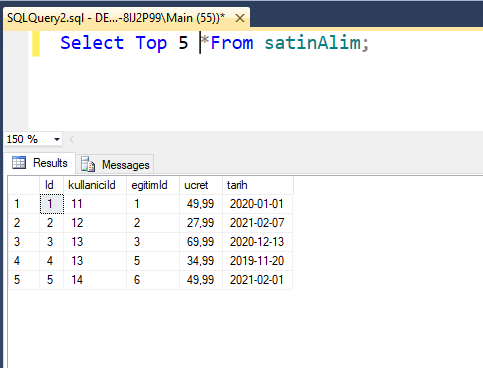 SQLQuery2.sql - DE...-8IJ2P99\Main (55))*
Select Top 5 *From satinAlim;
150 %
Results Messages
Id kullaniciId egitimId ucret tarih
1 1 11 1 49,99 2020-01-01
2 2 12 2 27,99 2021-02-07
3 3 13 3 69,99 2020-12-13
4 4 13 5 34,99 2019-11-20
5 5 14 6 49,99 2021-02-01